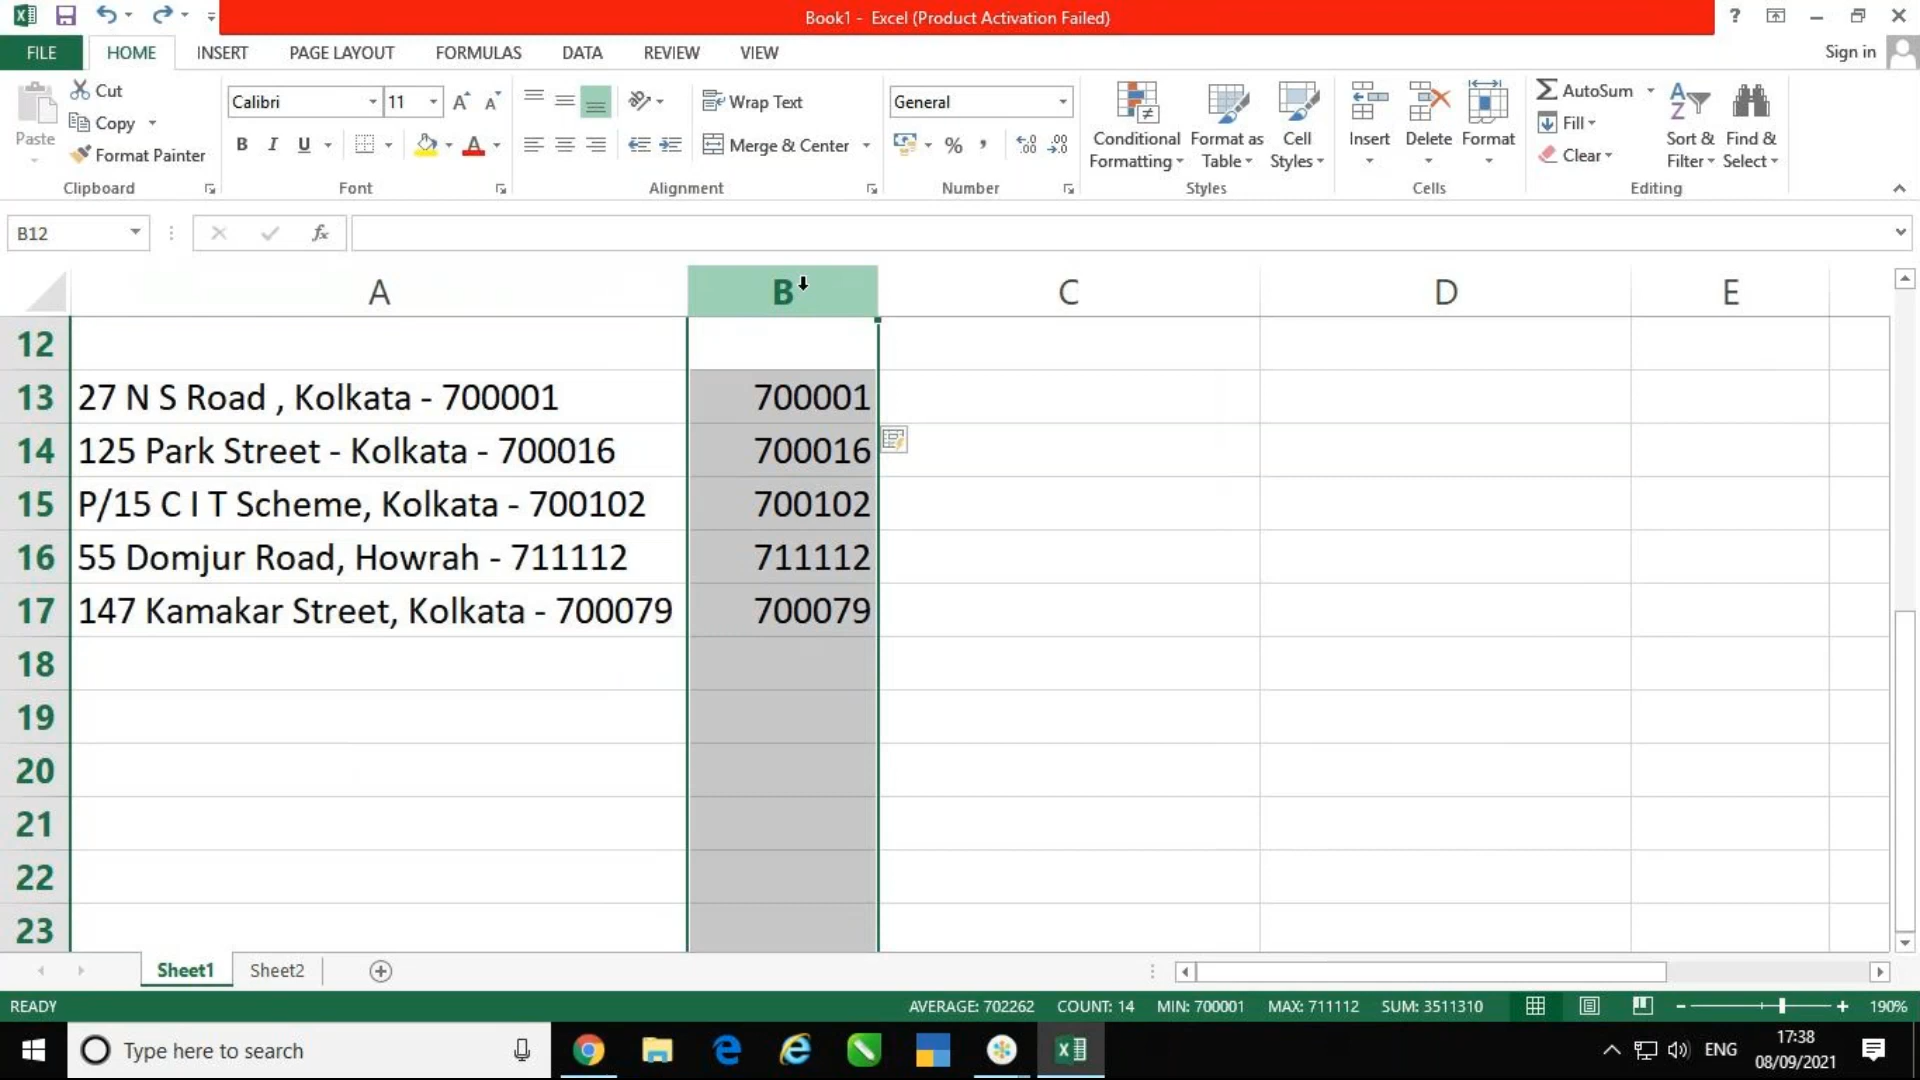 Book1 - Excel (Product Activation Failed)
?
FILE HOME INSERT PAGE LAYOUT FORMULAS DATA REVIEW VIEW Sign in
Paste
Cut
Copy
Format Painter
Clipboard
Calibri 11
B I U A
Font
Wrap Text
Merge & Center
Alignment
General
%
Number
Conditional Formatting
Format as Table
Cell Styles
Styles
Insert
Delete
Format
Cells
AutoSum
Fill
Clear
Sort & Filter
Find & Select
Editing
B12 fx
A B C D E
12
13 27 N S Road , Kolkata - 700001 700001
14 125 Park Street - Kolkata - 700016 700016
15 P/15 C I T Scheme, Kolkata - 700102 700102
16 55 Domjur Road, Howrah - 711112 711112
17 147 Kamakar Street, Kolkata - 700079 700079
18
19
20
21
22
23
Sheet1 Sheet2
READY AVERAGE: 702262 COUNT: 14 MIN: 700001 MAX: 711112 SUM: 3511310 190%
Type here to search
ENG
17:38
08/09/2021